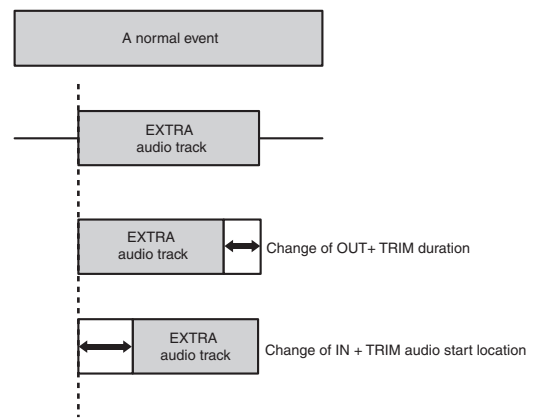 A normal event
EXTRA
audio track
EXTRA
audio track
Change of OUT+ TRIM duration
EXTRA
audio track
Change of IN + TRIM audio start location